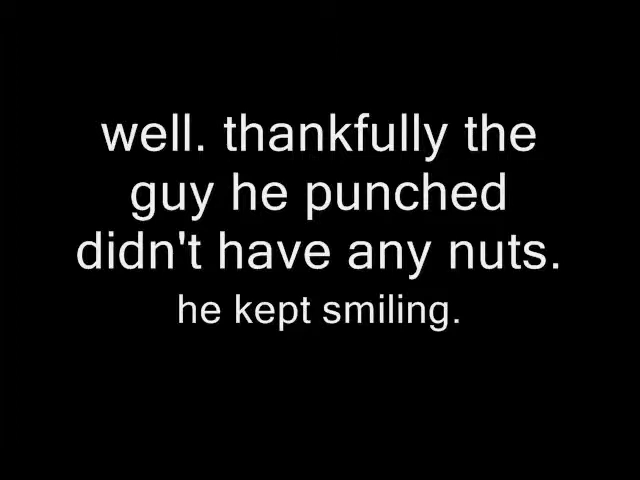 well. thankfully the
guy he punched
didn't have any nuts.
he kept smiling.